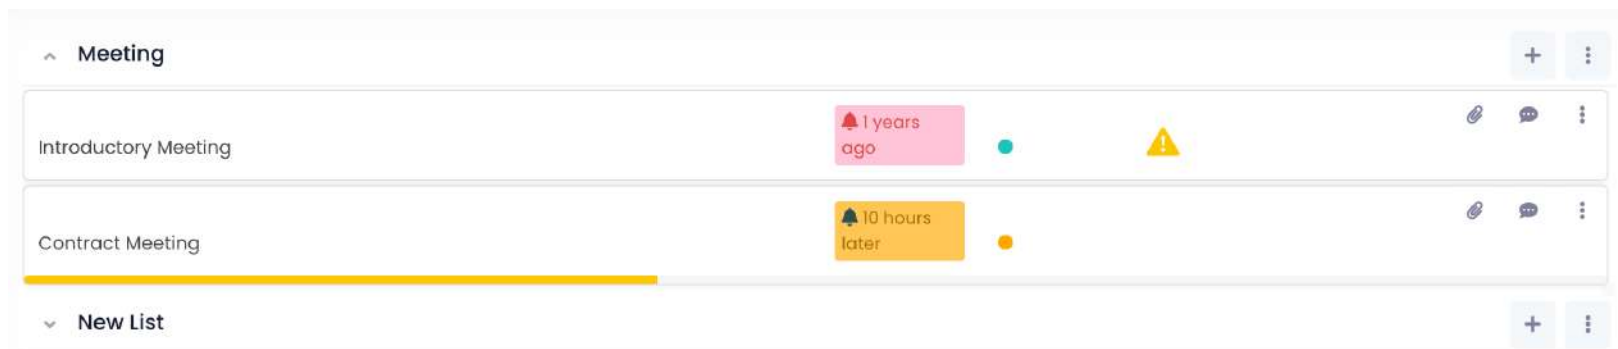 Meeting
Introductory Meeting
1 years
ago
Contract Meeting
10 hours
later
New List